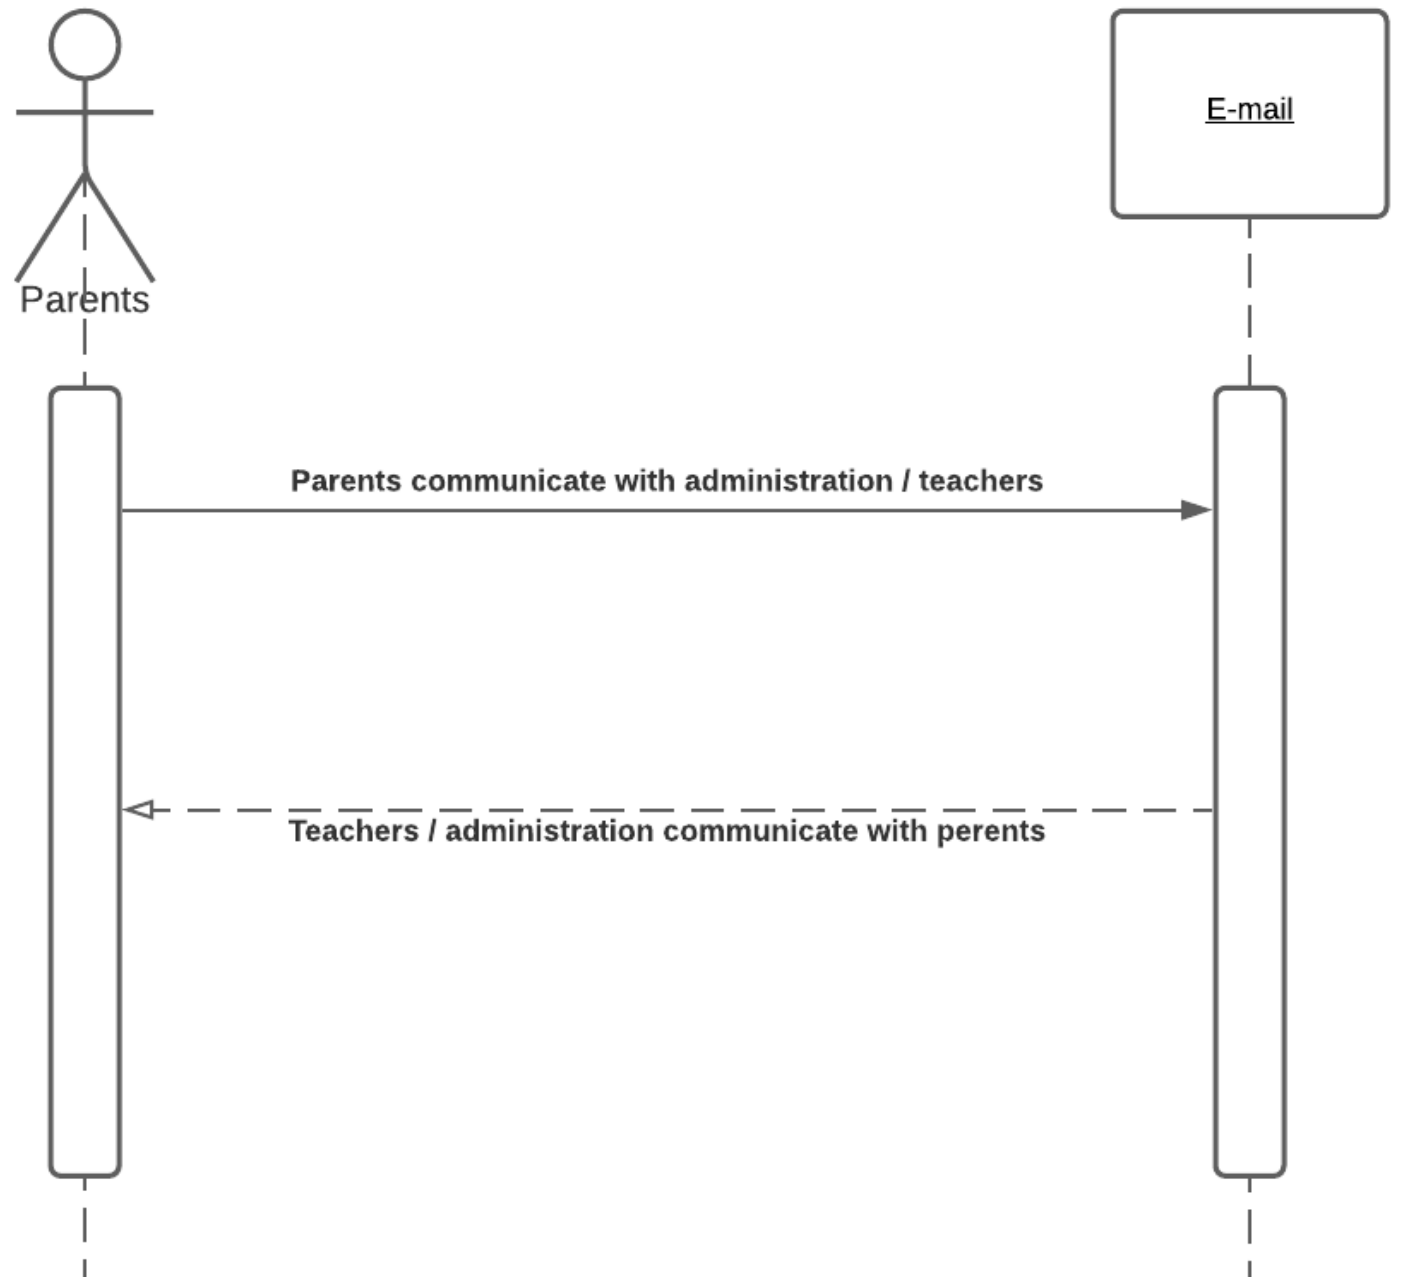 E-mail
Parents
Parents communicate with administration / teachers
Teachers / administration communicate with perents